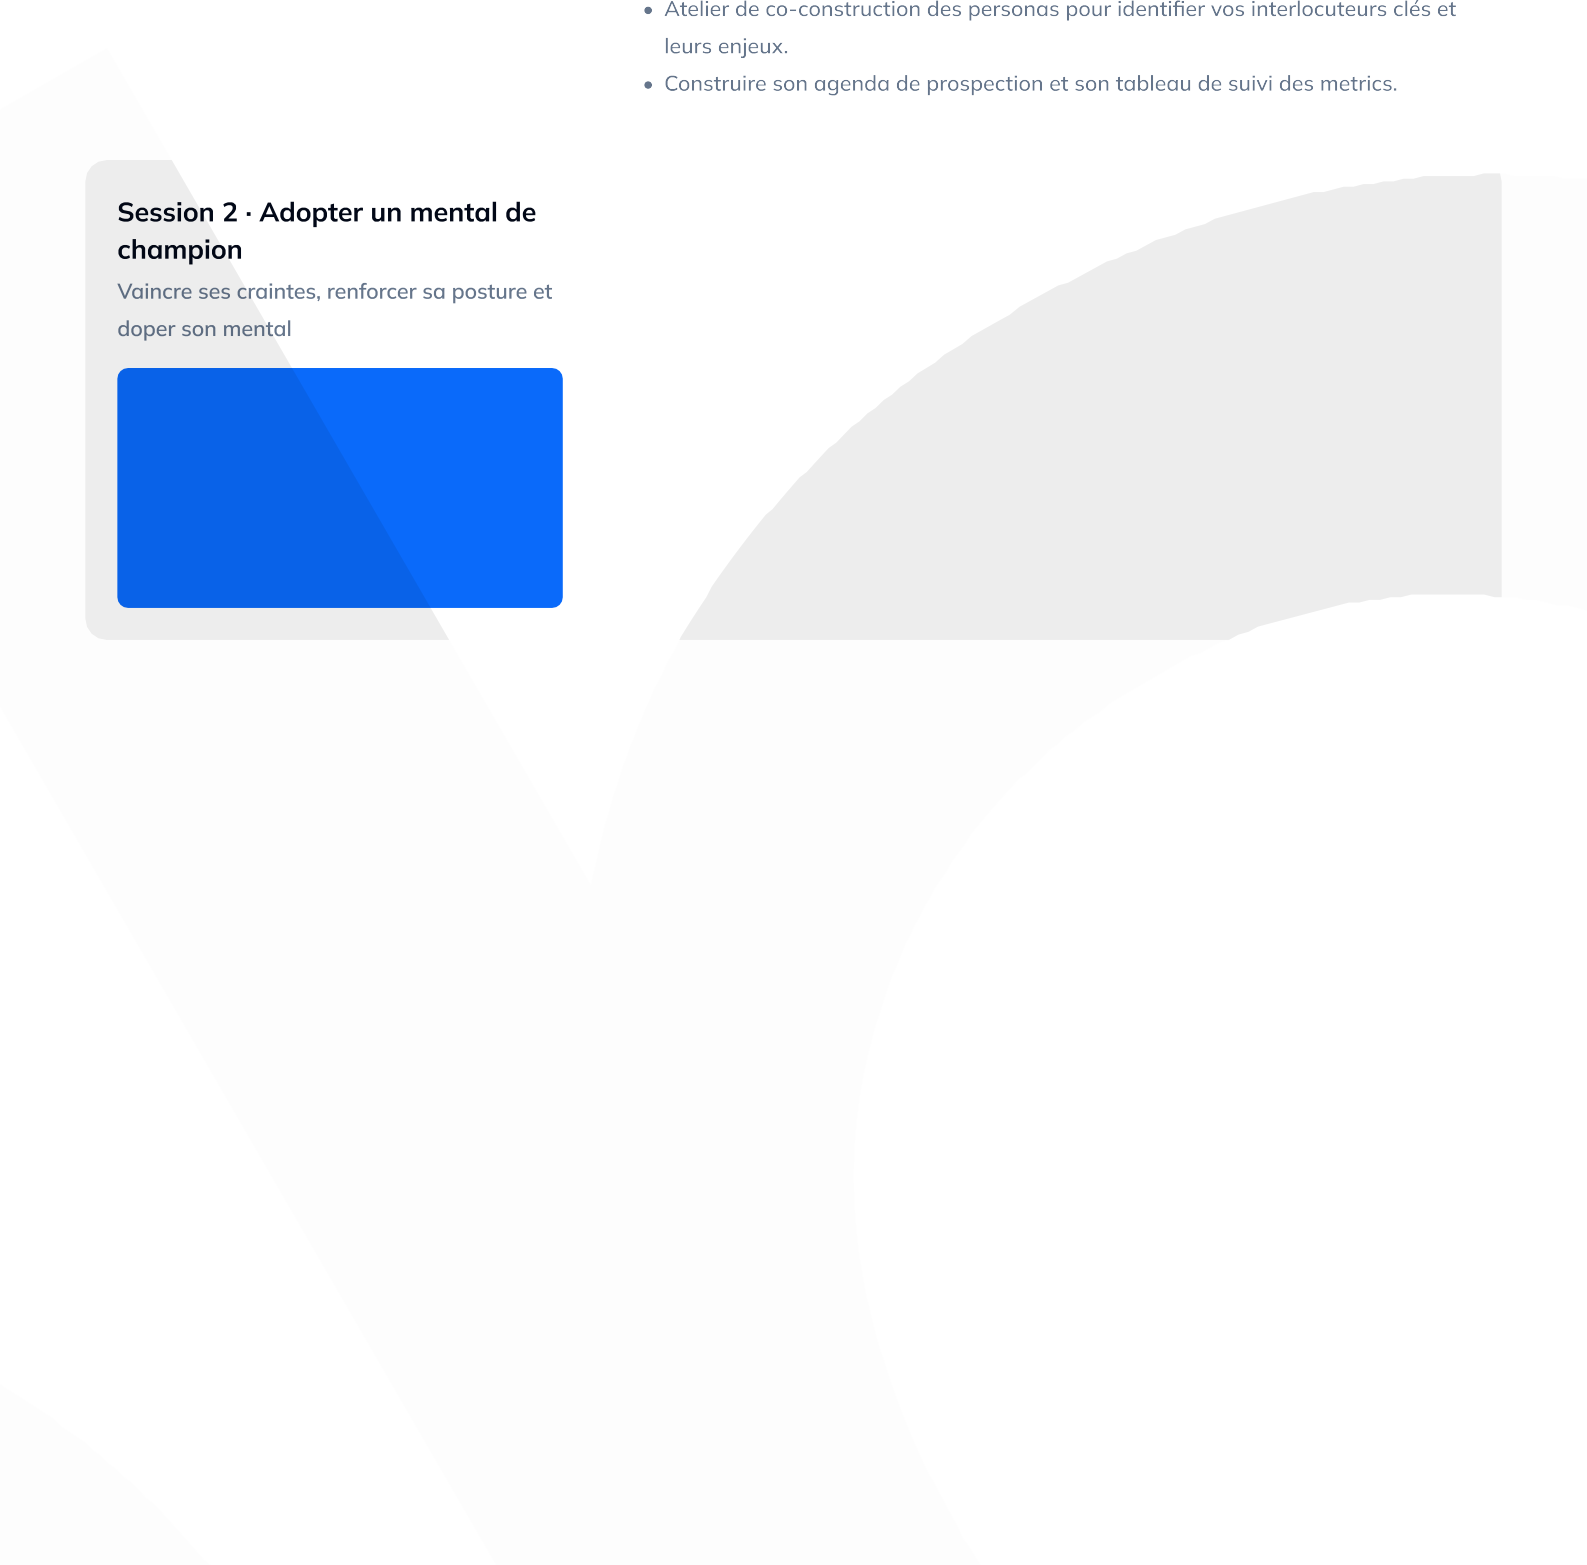 • Atelier de co-construction des personas pour identifier vos interlocuteurs clés et
leurs enjeux.
• Construire son agenda de prospection et son tableau de suivi des metrics.
Session 2 · Adopter un mental de
champion
Vaincre ses craintes, renforcer sa posture et
doper son mental